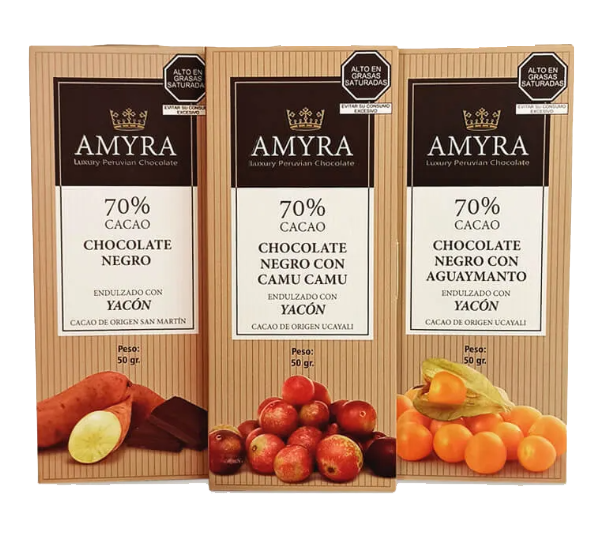 ALTO EN
GRASAS
SATURADAS
EVITAR SU CONSUMO
EXCESIVO
AMYRA
Luxury Peruvian Chocolate
70%
CACAO
CHOCOLATE
NEGRO
ENDULZADO CON
YACÓN
CACAO DE ORIGEN SAN MARTÍN
Peso:
50 gr.
ALTO EN
GRASAS
SATURADAS
EVITAR SU CONSUMO
EXCESIVO
AMYRA
Luxury Peruvian Chocolate
70%
CACAO
CHOCOLATE
NEGRO CON
CAMU CAMU
ENDULZADO CON
YACÓN
CACAO DE ORIGEN UCAYALI
Peso:
50 gr.
ALTO EN
GRASAS
SATURADAS
EVITAR SU CONSUMO
EXCESIVO
AMYRA
Luxury Peruvian Chocolate
70%
CACAO
CHOCOLATE
NEGRO CON
AGUAYMANTO
ENDULZADO CON
YACÓN
CACAO DE ORIGEN UCAYALI
Peso:
50 gr.